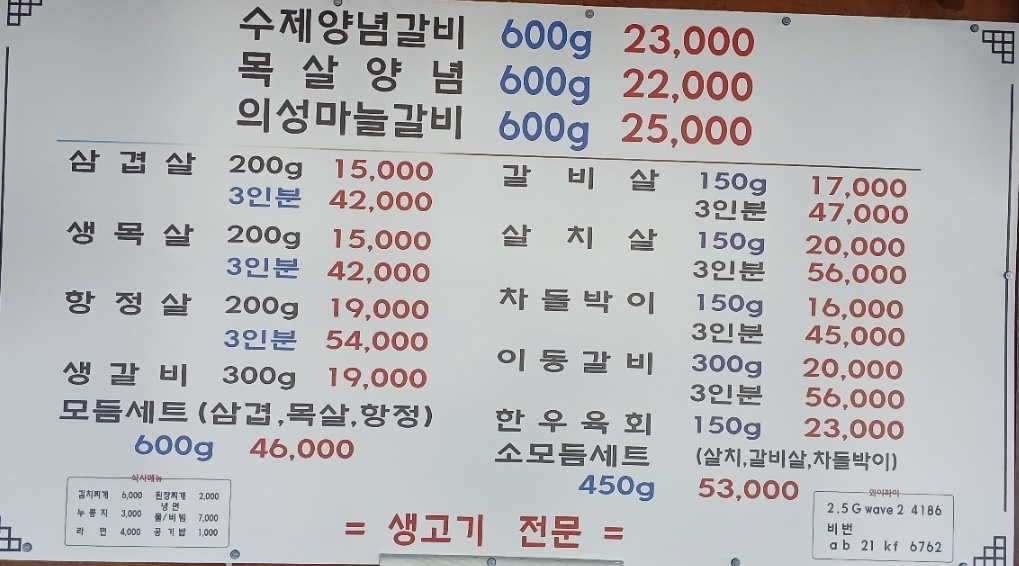 수제양념갈비 600g 23,000
목살양념 600g 22,000
의성마늘갈비 600g 25,000
삼겹살 200g 15,000
3인분 42,000
생목살 200g 15,000
3인분 42,000
항정살 200g 19,000
3인분 54,000
생갈비 300g 19,000
모듬세트 (삼겹,목살,항정)
600g 46,000
갈비살 150g 17,000
3인분 47,000
살치살 150g 20,000
3인분 56,000
차돌박이 150g 16,000
3인분 45,000
이동갈비 300g 20,000
3인분 56,000
한우육회 150g 23,000
소모듬세트 (살치,갈비살,차돌박이)
450g 53,000
식사메뉴
김치찌개 6,000 된장찌개 2,000
누룽지 3,000 냉면 물/비빔 7,000
라면 4,000 공기밥 1,000
= 생고기 전문 =
와이파이
2.5G wave 2 4186
비번
ab 21 kf 6762